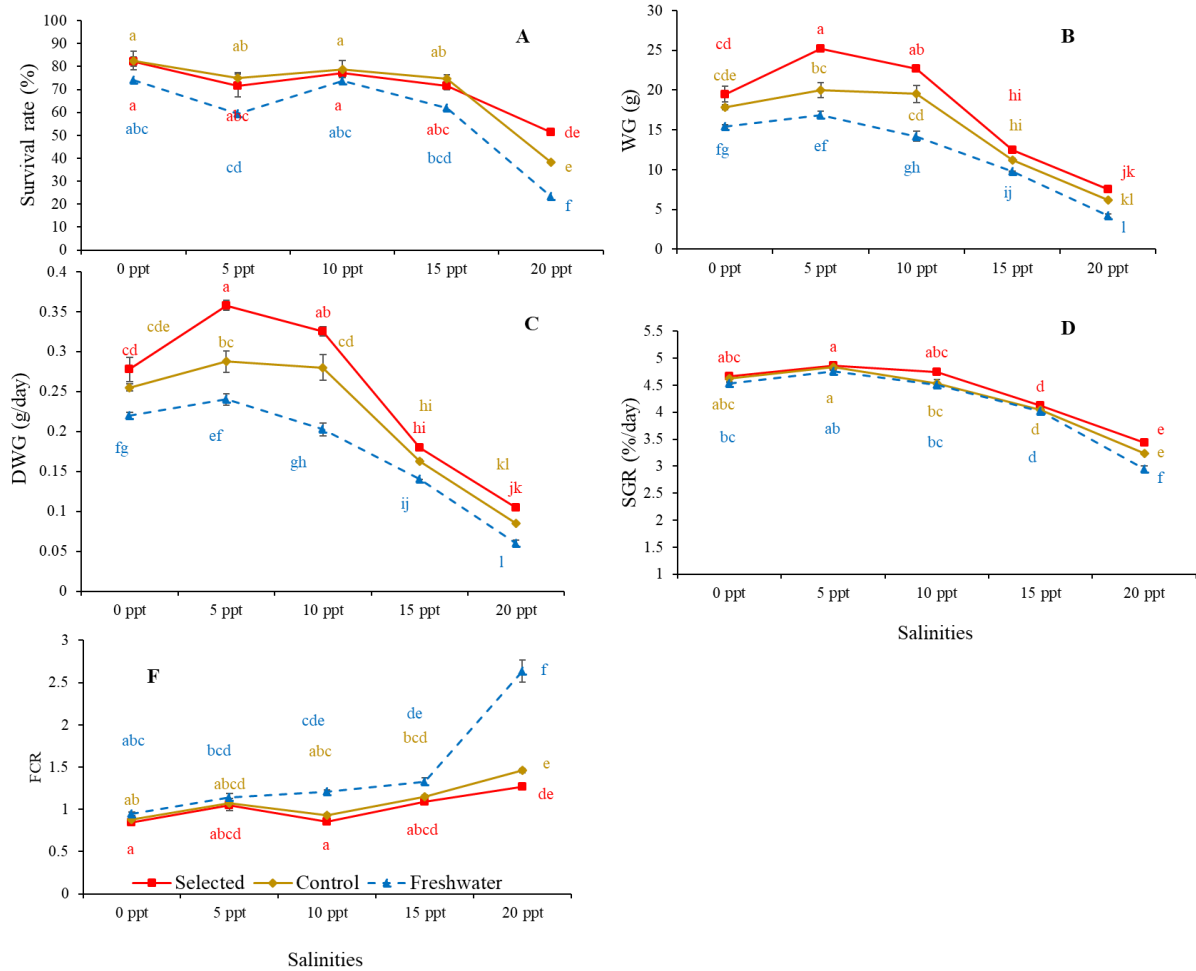 A
Survival rate (%)
100
90
80
70
60
50
40
30
20
10
0
a
ab
a
ab
a
abc
a
abc
de
abc
cd
abc
bcd
e
f
0 ppt 5 ppt 10 ppt 15 ppt 20 ppt
B
WG (g)
30
25
20
15
10
5
0
cd
a
ab
hi
jk
cde
bc
cd
hi
kl
fg
ef
gh
ij
l
0 ppt 5 ppt 10 ppt 15 ppt 20 ppt
C
DWG (g/day)
0.4
0.35
0.3
0.25
0.2
0.15
0.1
0.05
0
cd
a
ab
hi
jk
cde
bc
cd
hi
kl
fg
ef
gh
ij
l
0 ppt 5 ppt 10 ppt 15 ppt 20 ppt
D
SGR (%/day)
5.5
5
4.5
4
3.5
3
2.5
2
1.5
1
abc
a
abc
d
e
abc
a
bc
d
e
bc
ab
bc
d
f
0 ppt 5 ppt 10 ppt 15 ppt 20 ppt
Salinities
F
FCR
3
2.5
2
1.5
1
0.5
0
abc
bcd
cde
de
f
ab
abcd
abc
bcd
e
a
abcd
a
abcd
de
Selected Control Freshwater
0 ppt 5 ppt 10 ppt 15 ppt 20 ppt
Salinities